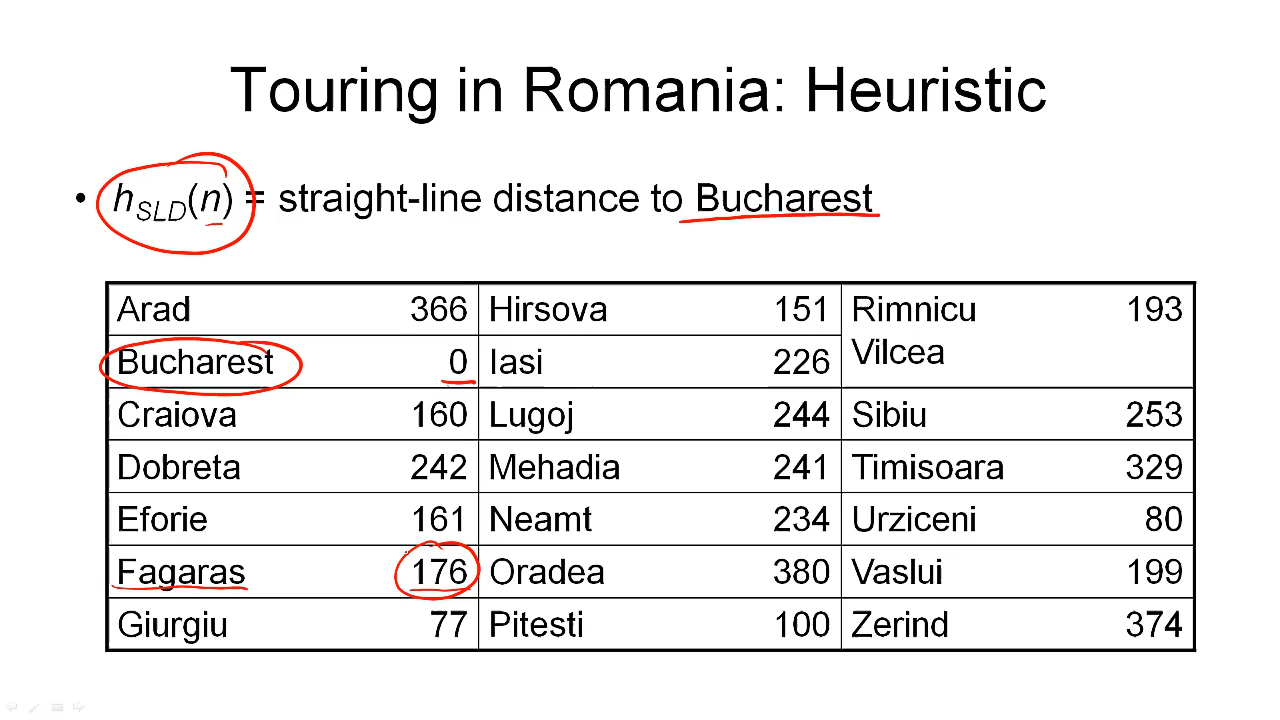 Touring in Romania: Heuristic
• hSLD(n) = straight-line distance to Bucharest
Arad 366 Hirsova 151 Rimnicu 193
Vilcea
Bucharest 0 Iasi 226
Craiova 160 Lugoj 244 Sibiu 253
Dobreta 242 Mehadia 241 Timisoara 329
Eforie 161 Neamt 234 Urziceni 80
Fagaras 176 Oradea 380 Vaslui 199
Giurgiu 77 Pitesti 100 Zerind 374